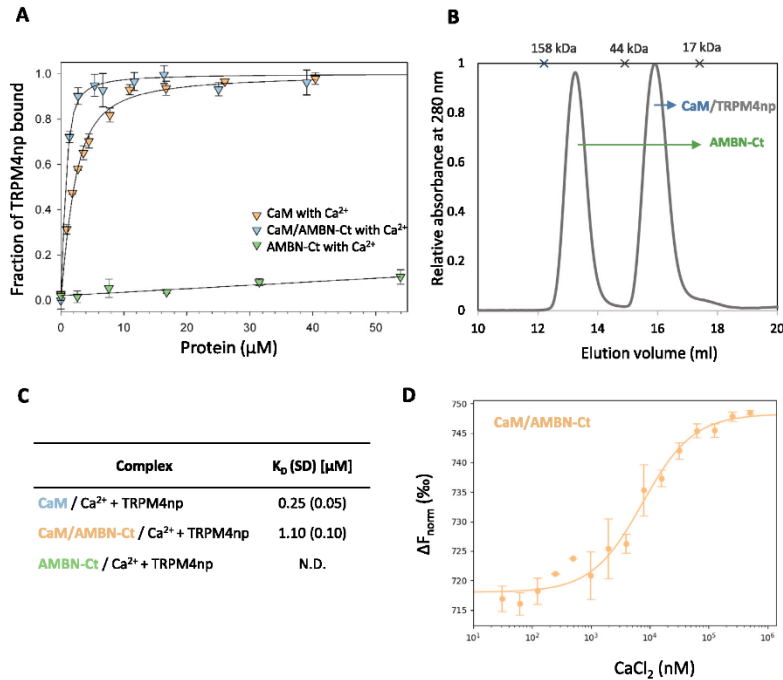 A
Fraction of TRPM4np bound
1.0
0.8
0.6
0.4
0.2
0.0
CaM with Ca²⁺
CaM/AMBN-Ct with Ca²⁺
AMBN-Ct with Ca²⁺
0 10 20 30 40 50
Protein (µM)
B
158 kDa 44 kDa 17 kDa
Relative absorbance at 280 nm
1
0.8
0.6
0.4
0.2
0
CaM/TRPM4np
AMBN-Ct
10 12 14 16 18 20
Elution volume (ml)
C
Complex K_D (SD) [µM]
CaM / Ca²⁺ + TRPM4np 0.25 (0.05)
CaM/AMBN-Ct / Ca²⁺ + TRPM4np 1.10 (0.10)
AMBN-Ct / Ca²⁺ + TRPM4np N.D.
D
CaM/AMBN-Ct
ΔF_norm (‰)
750
745
740
735
730
725
720
715
10¹ 10² 10³ 10⁴ 10⁵ 10⁶
CaCl₂ (nM)